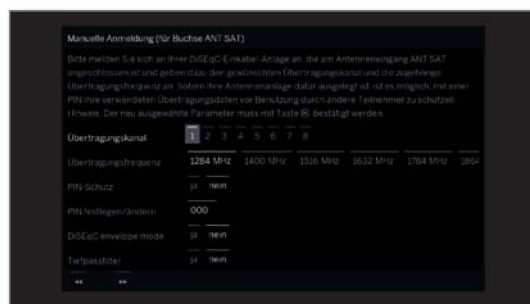 Manuelle Anmeldung (für Buchse ANT SAT)
Bitte melden Sie sich an Ihrer DiSEqC-Einkabel-Anlage an, die am Antenneneingang ANT SAT
angeschlossen ist und geben dazu den gewünschten Übertragungskanal und die zugehörige
Übertragungsfrequenz an. Sofern Ihre Antennenanlage dafür ausgelegt ist, ist es möglich, mit einer
PIN Ihre verwendeten Übertragungsdaten vor Benutzung durch andere Teilnehmer zu schützen.
Hinweis: Der neu ausgewählte Parameter muss mit Taste bestätigt werden.
Übertragungskanal 1 2 3 4 5 6 7 8
Übertragungsfrequenz 1284 MHz 1400 MHz 1516 MHz 1632 MHz 1784 MHz 1864
PIN-Schutz ja nein
PIN festlegen/ändern 000
DiSEqC envelope mode ja nein
Tiefpassfilter ja nein